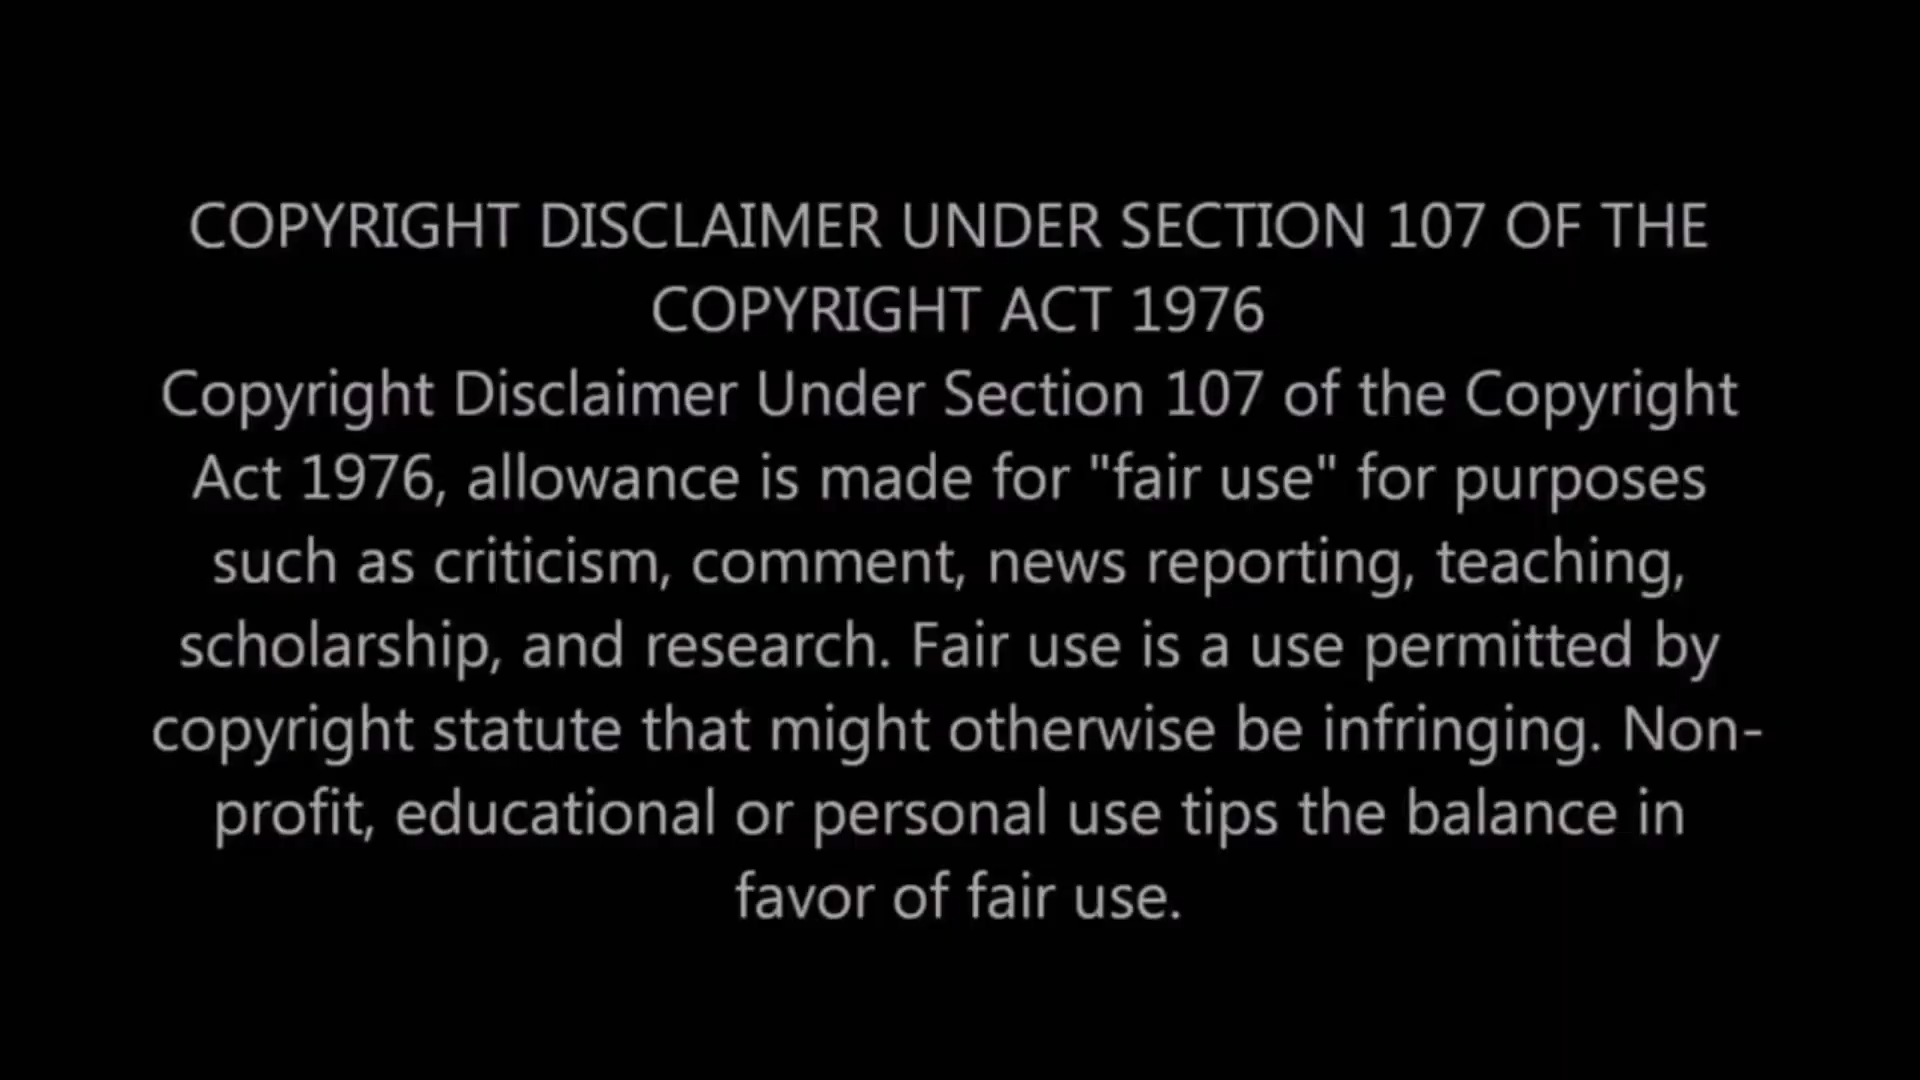 COPYRIGHT DISCLAIMER UNDER SECTION 107 OF THE
COPYRIGHT ACT 1976
Copyright Disclaimer Under Section 107 of the Copyright
Act 1976, allowance is made for "fair use" for purposes
such as criticism, comment, news reporting, teaching,
scholarship, and research. Fair use is a use permitted by
copyright statute that might otherwise be infringing. Non-
profit, educational or personal use tips the balance in
favor of fair use.